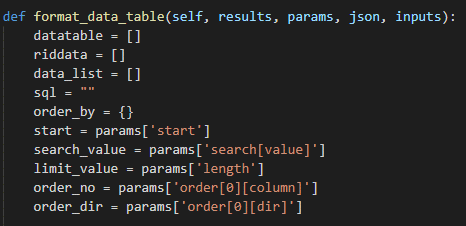 def format_data_table(self, results, params, json, inputs):
    datatable = []
    riddata = []
    data_list = []
    sql = ""
    order_by = {}
    start = params['start']
    search_value = params['search[value]']
    limit_value = params['length']
    order_no = params['order[0][column]']
    order_dir = params['order[0][dir]']